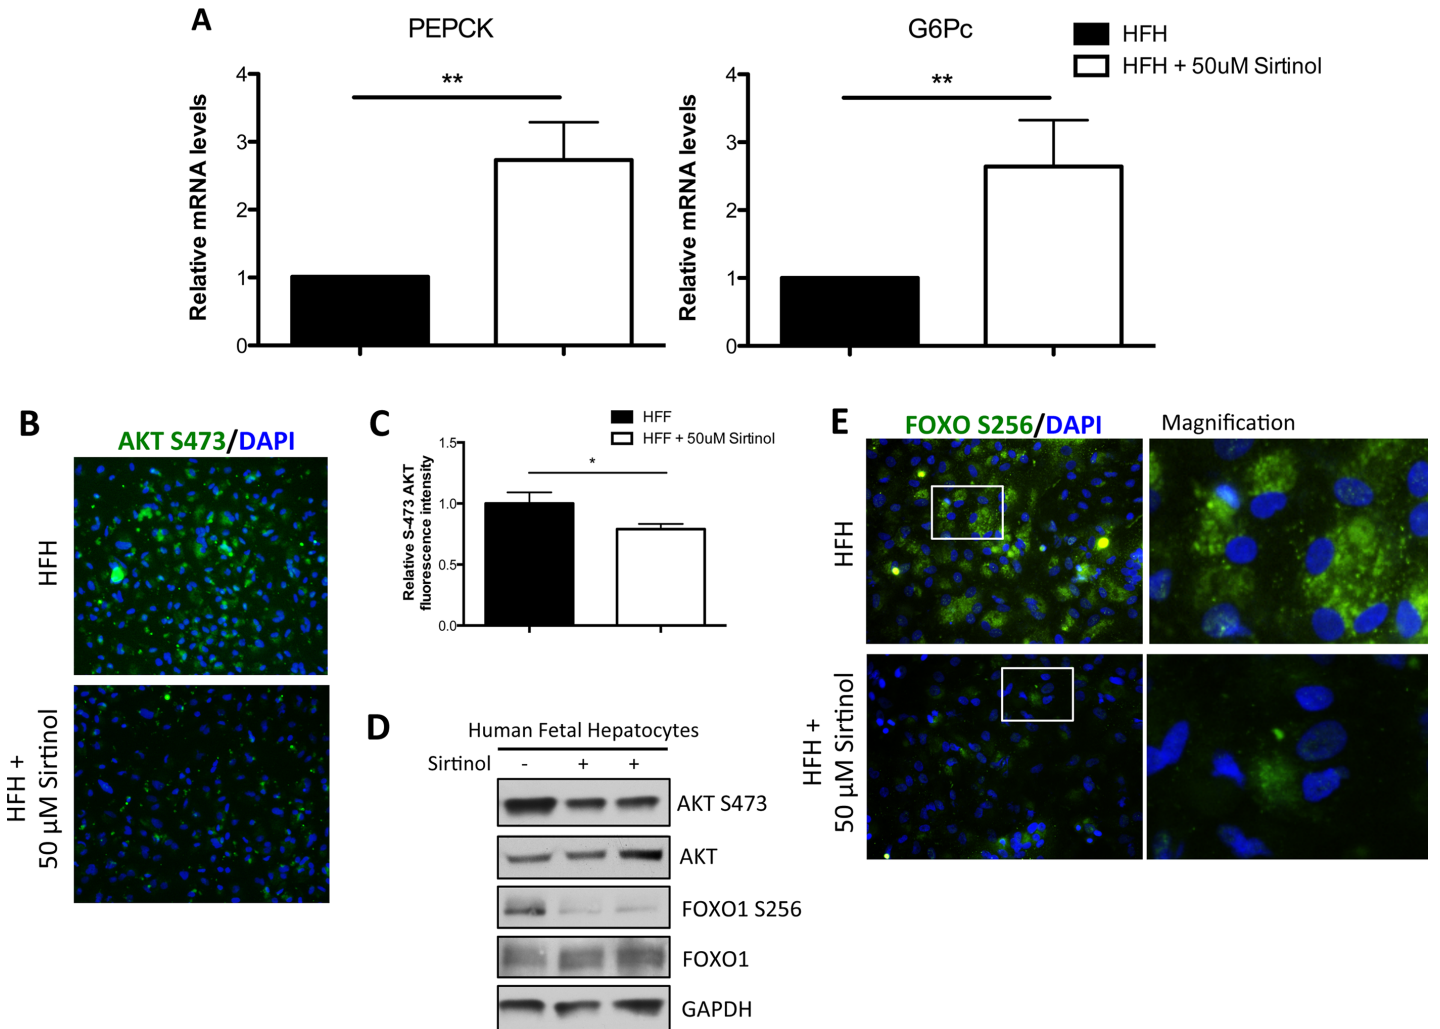 A
PEPCK
G6Pc
HFH
HFH + 50uM Sirtinol
Relative mRNA levels
4
3
2
1
0
**
Relative mRNA levels
4
3
2
1
0
**
B
AKT S473/DAPI
HFH
HFH +
50 µM Sirtinol
C
HFF
HFF + 50uM Sirtinol
Relative S-473 AKT
fluorescence intensity
1.5
1.0
0.5
0.0
*
D
Human Fetal Hepatocytes
Sirtinol - + +
AKT S473
AKT
FOXO1 S256
FOXO1
GAPDH
E
FOXO S256/DAPI
Magnification
HFH
HFH +
50 µM Sirtinol